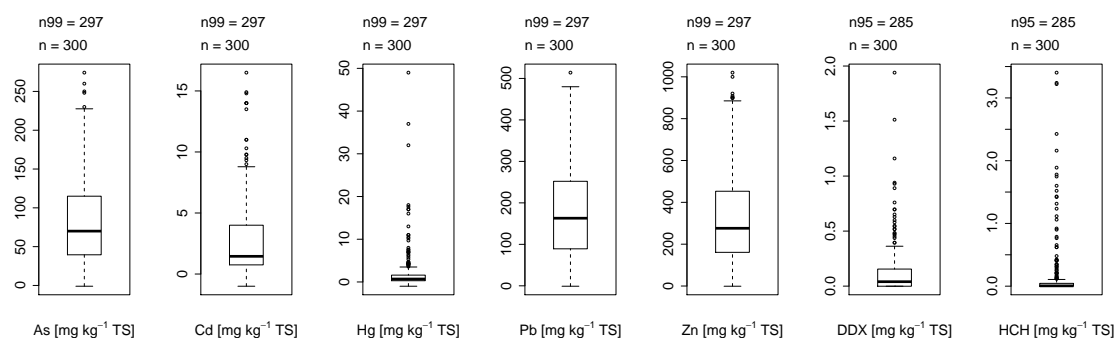 n99 = 297
n = 300
250
200
150
100
50
0
As [mg kg⁻¹ TS]
n99 = 297
n = 300
15
10
5
0
Cd [mg kg⁻¹ TS]
n99 = 297
n = 300
50
40
30
20
10
0
Hg [mg kg⁻¹ TS]
n99 = 297
n = 300
500
400
300
200
100
0
Pb [mg kg⁻¹ TS]
n99 = 297
n = 300
1000
800
600
400
200
0
Zn [mg kg⁻¹ TS]
n95 = 285
n = 300
2.0
1.5
1.0
0.5
0.0
DDX [mg kg⁻¹ TS]
n95 = 285
n = 300
3.0
2.0
1.0
0.0
HCH [mg kg⁻¹ TS]